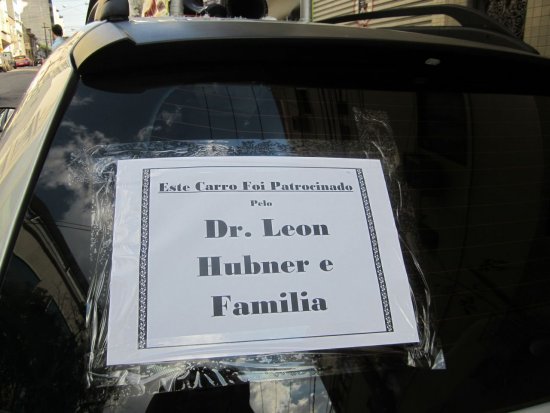 Este Carro Foi Patrocinado
Pelo
Dr. Leon
Hubner e
Familia